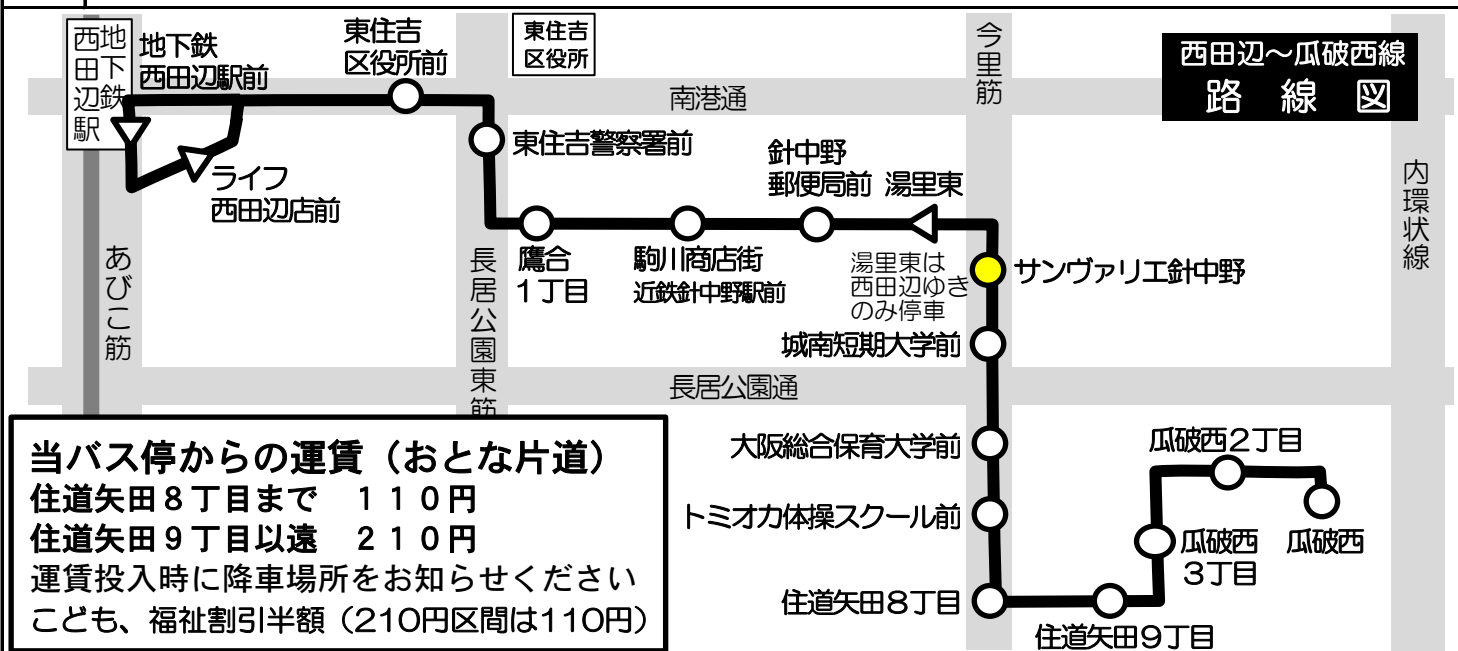 西田辺～瓜破西線
路線図
地下鉄
西田辺駅
地下鉄
西田辺駅前
東住吉
区役所前
東住吉
区役所
南港通
今里筋
内環状線
東住吉警察署前
ライフ
西田辺店前
針中野
郵便局前
湯里東
あびこ筋
長居公園東筋
鷹合
1丁目
駒川商店街
近鉄針中野駅前
湯里東は
西田辺ゆき
のみ停車
サンヴァリエ針中野
城南短期大学前
長居公園通
大阪総合保育大学前
トミオカ体操スクール前
住道矢田8丁目
住道矢田9丁目
瓜破西
3丁目
瓜破西2丁目
瓜破西
当バス停からの運賃（おとな片道）
住道矢田８丁目まで　１１０円
住道矢田９丁目以遠　２１０円
運賃投入時に降車場所をお知らせください
こども、福祉割引半額（210円区間は110円）